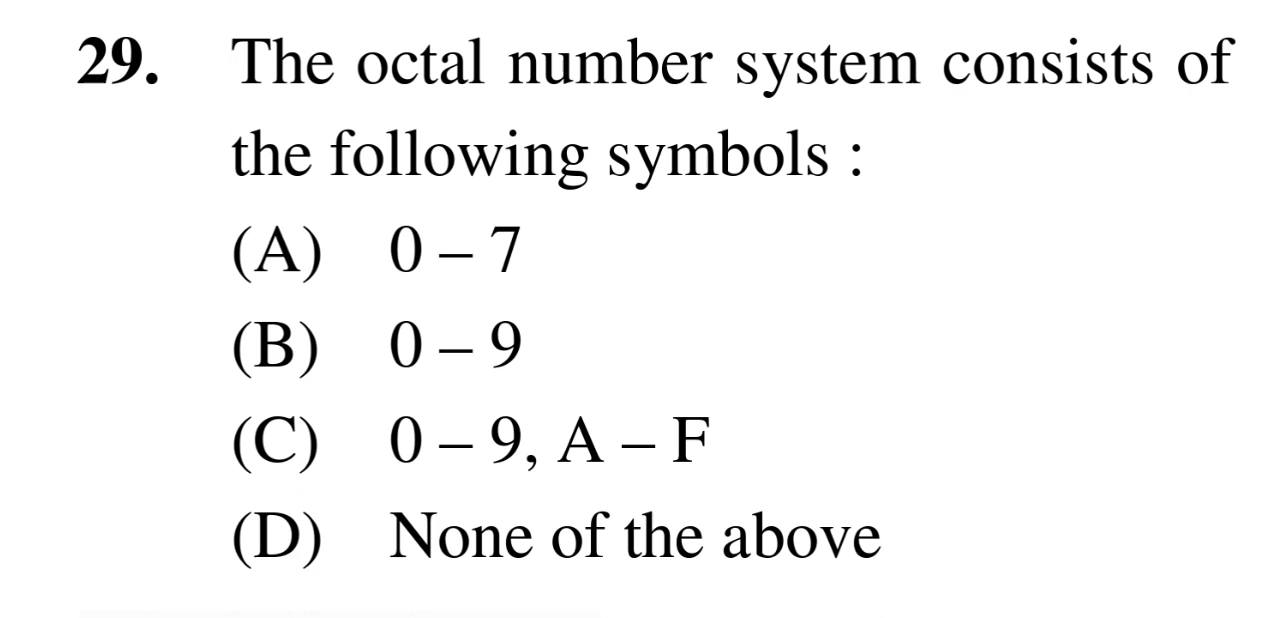 29. The octal number system consists of
the following symbols :
(A) 0 – 7
(B) 0 – 9
(C) 0 – 9, A – F
(D) None of the above